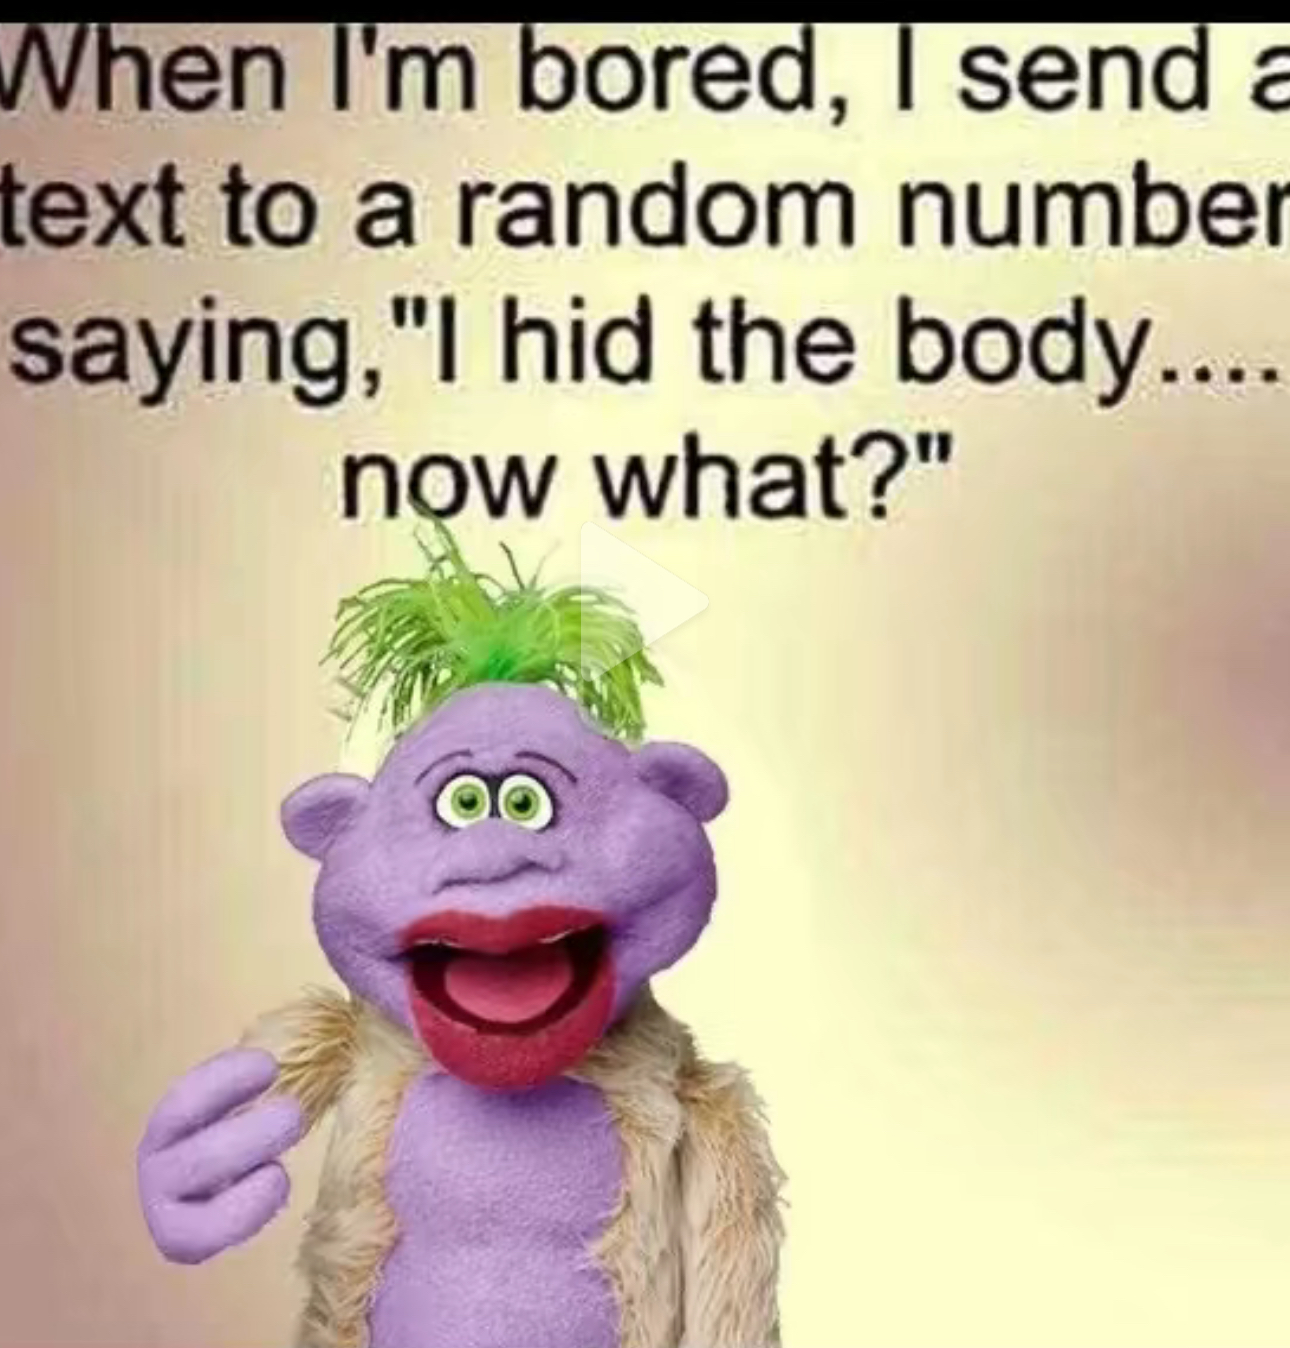 When I'm bored, I send a
text to a random number
saying,"I hid the body....
now what?"